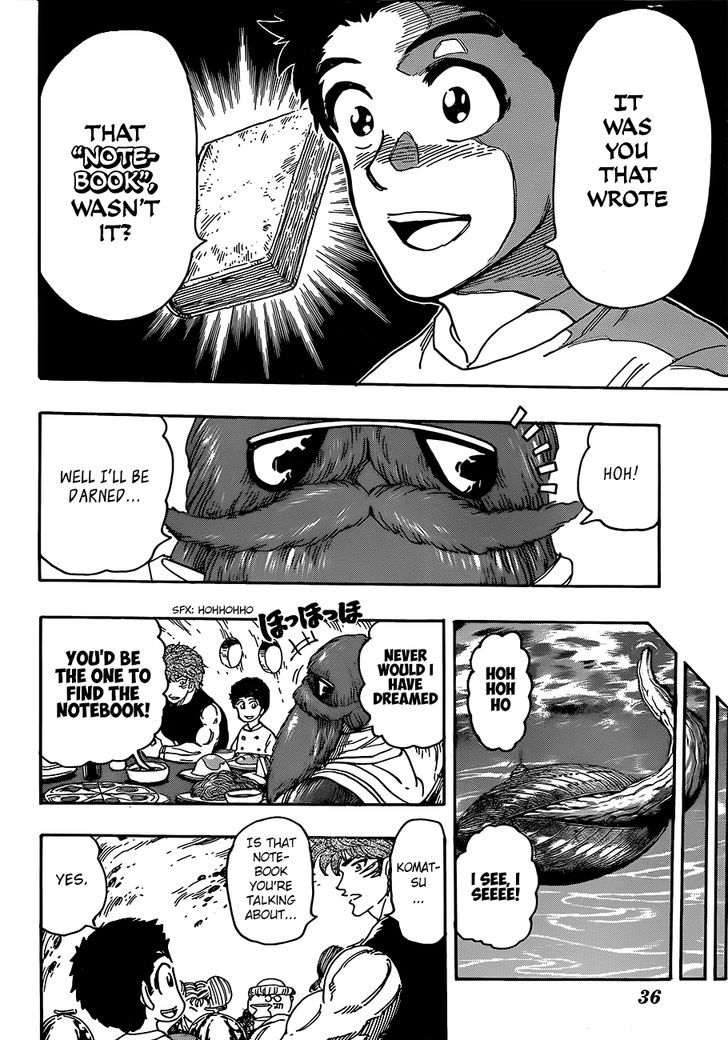 IT
WAS
YOU
THAT
WROTE
THAT
"NOTE-
BOOK",
WASN'T
IT?
HOH!
WELL I'LL BE
DARNED...
HOH
HOH
HO
I SEE, I
SEEEE!
SFX: HOHHOHHO
ほっほっほ
NEVER
WOULD I
HAVE
DREAMED
YOU'D BE
THE ONE TO
FIND THE
NOTEBOOK!
KOMAT-
SU...
IS THAT
NOTE-
BOOK
YOU'RE
TALKING
ABOUT...
YES.
36